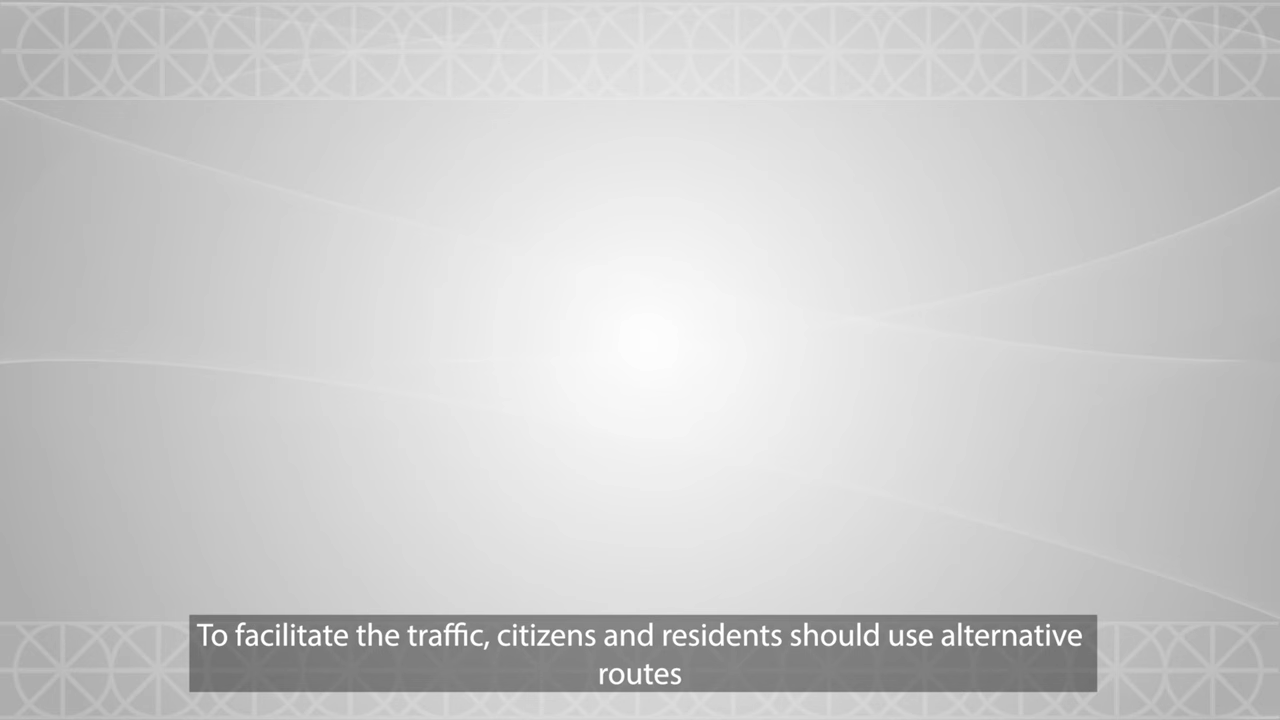 To facilitate the traffic, citizens and residents should use alternative
routes